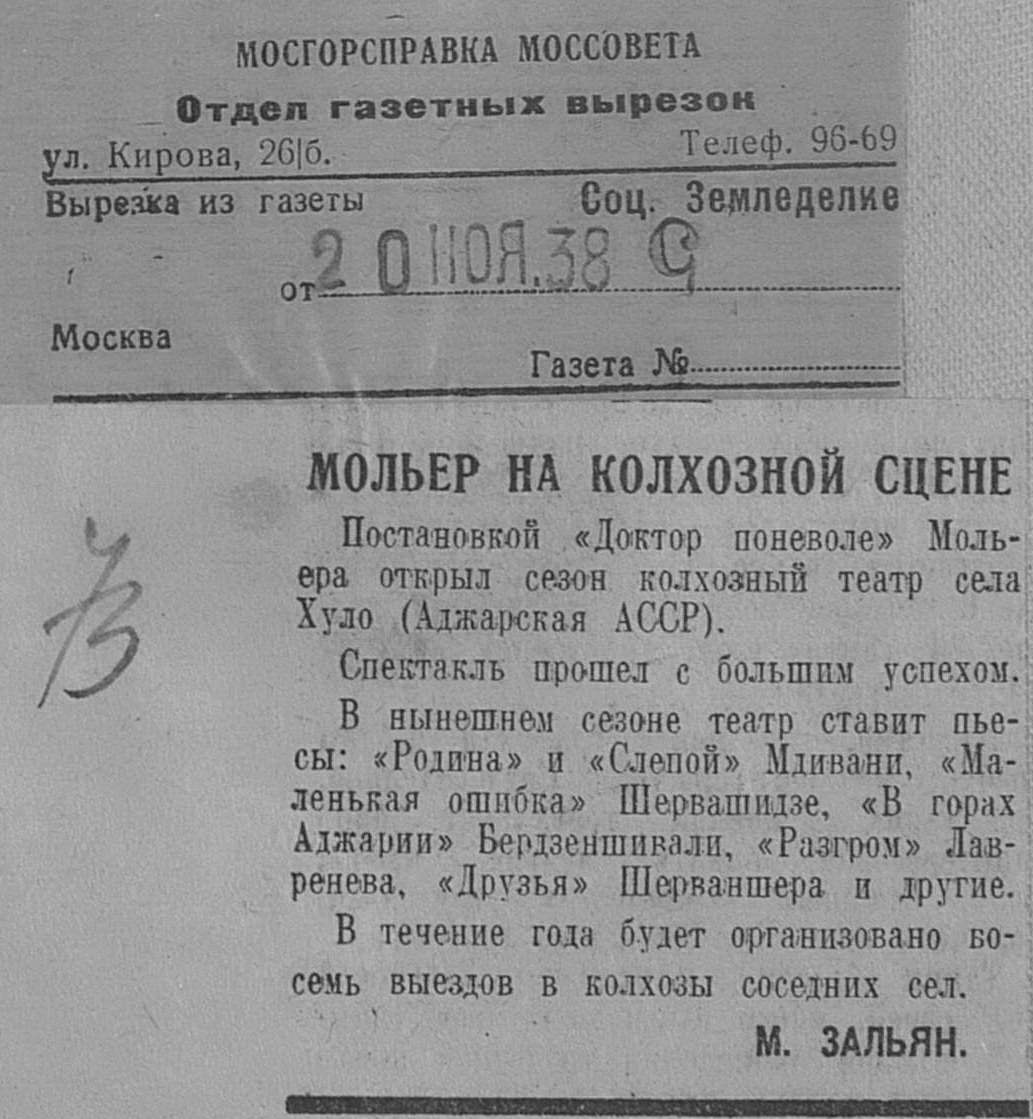 МОСГОРСПРАВКА МОССОВЕТА
Отдел газетных вырезок
ул. Кирова, 26|б. Телеф. 96-69
Вырезка из газеты Соц. Земледелие
от 20 НОЯ.38
Москва
Газета №
МОЛЬЕР НА КОЛХОЗНОЙ СЦЕНЕ
Постановкой «Доктор поневоле» Моль-
ера открыл сезон колхозный театр села
Хуло (Аджарская АССР).
Спектакль прошел с большим успехом.
В нынешнем сезоне театр ставит пье-
сы: «Родина» и «Слепой» Мдивани, «Ма-
ленькая ошибка» Шервашидзе, «В горах
Аджарии» Бердзеншивали, «Разгром» Лав-
ренева, «Друзья» Шерваншера и другие.
В течение года будет организовано во-
семь выездов в колхозы соседних сел.
М. ЗАЛЬЯН.